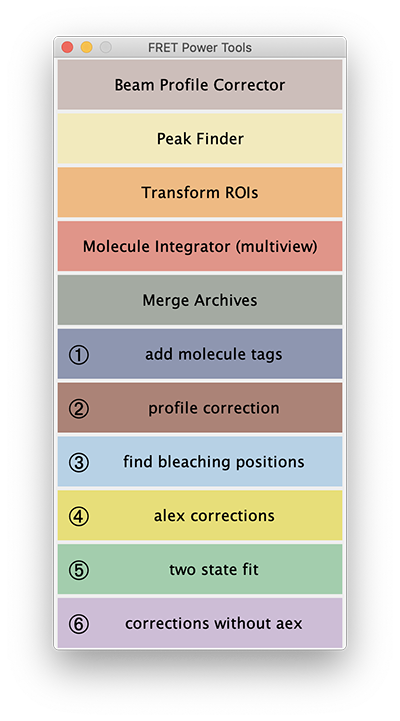 FRET Power Tools
Beam Profile Corrector
Peak Finder
Transform ROIs
Molecule Integrator (multiview)
Merge Archives
① add molecule tags
② profile correction
③ find bleaching positions
④ alex corrections
⑤ two state fit
⑥ corrections without aex